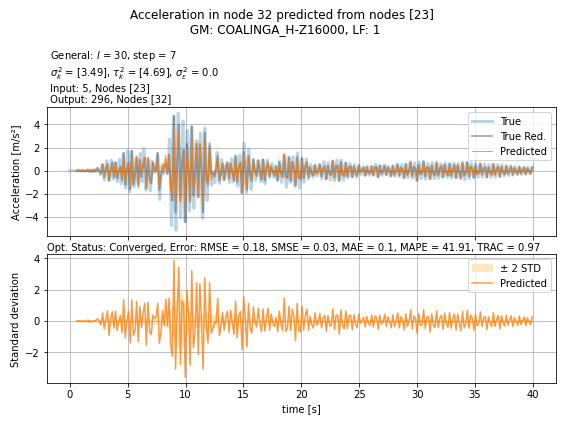 Acceleration in node 32 predicted from nodes [23]
GM: COALINGA_H-Z16000, LF: 1
General: l = 30, step = 7
σ²ₖ = [3.49], τ²ₖ = [4.69], σ²ε = 0.0
Input: 5, Nodes [23]
Output: 296, Nodes [32]
Acceleration [m/s²]
4
2
0
−2
−4
True
True Red.
Predicted
Opt. Status: Converged, Error: RMSE = 0.18, SMSE = 0.03, MAE = 0.1, MAPE = 41.91, TRAC = 0.97
Standard deviation
4
2
0
−2
± 2 STD
Predicted
0 5 10 15 20 25 30 35 40
time [s]